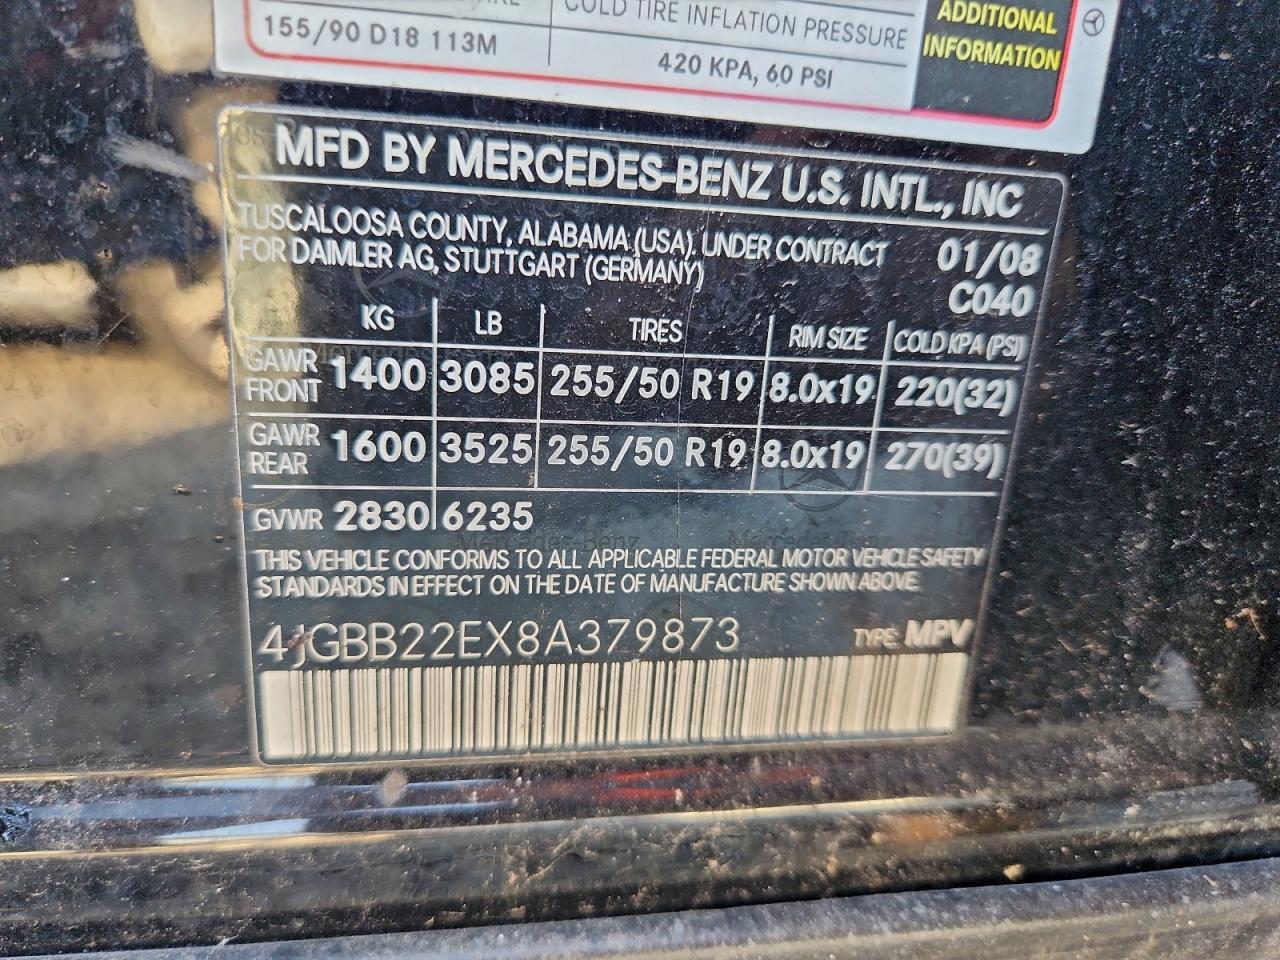 COLD TIRE INFLATION PRESSURE
155/90 D18 113M
420 KPA, 60 PSI
ADDITIONAL
INFORMATION
MFD BY MERCEDES-BENZ U.S. INTL., INC
TUSCALOOSA COUNTY, ALABAMA (USA), UNDER CONTRACT 01/08
FOR DAIMLER AG, STUTTGART (GERMANY)
C040
KG LB TIRES RIM SIZE COLD KPA (PSI)
GAWR FRONT 1400 3085 255/50 R19 8.0x19 220(32)
GAWR REAR 1600 3525 255/50 R19 8.0x19 270(39)
GVWR 2830 6235
THIS VEHICLE CONFORMS TO ALL APPLICABLE FEDERAL MOTOR VEHICLE SAFETY
STANDARDS IN EFFECT ON THE DATE OF MANUFACTURE SHOWN ABOVE.
4JGBB22EX8A379873 TYPE: MPV